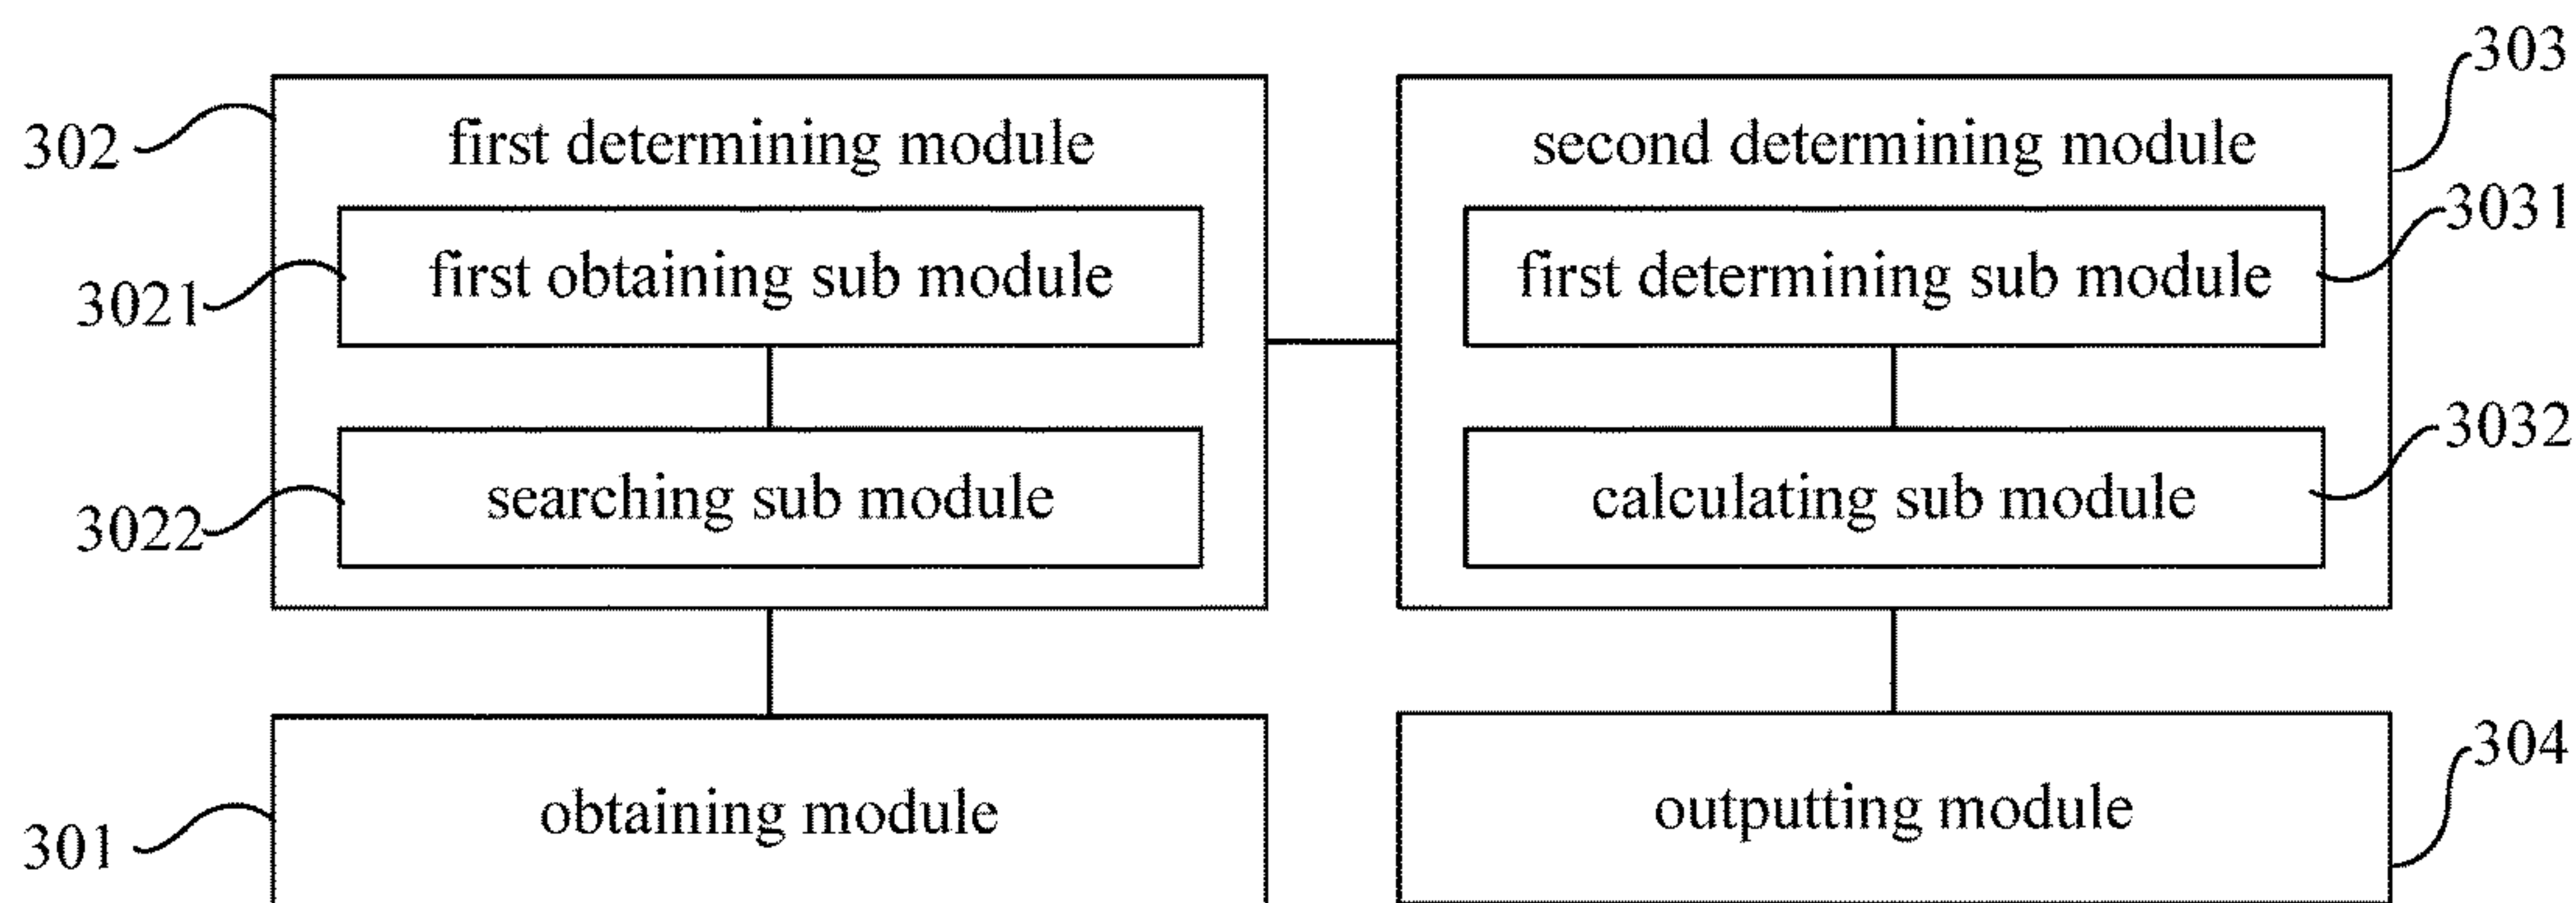 303
302
first determining module
second determining module
3031
3021
first obtaining sub module
first determining sub module
3032
3022
searching sub module
calculating sub module
304
301
obtaining module
outputting module